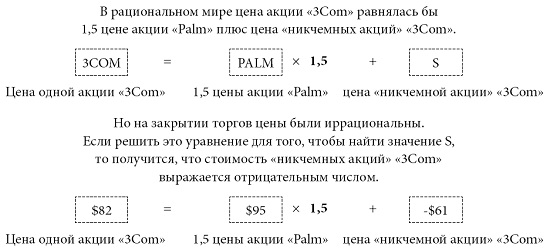 В рациональном мире цена акции «3Com» равнялась бы
1,5 цене акции «Palm» плюс цена «никчемных акций» «3Com».
3COM = PALM × 1,5 + S
Цена одной акции «3Com» 1,5 цены акции «Palm» цена «никчемной акции» «3Com»
Но на закрытии торгов цены были иррациональны.
Если решить это уравнение для того, чтобы найти значение S,
то получится, что стоимость «никчемных акций» «3Com»
выражается отрицательным числом.
$82 = $95 × 1,5 + -$61
Цена одной акции «3Com» 1,5 цены акции «Palm» цена «никчемной акции» «3Com»